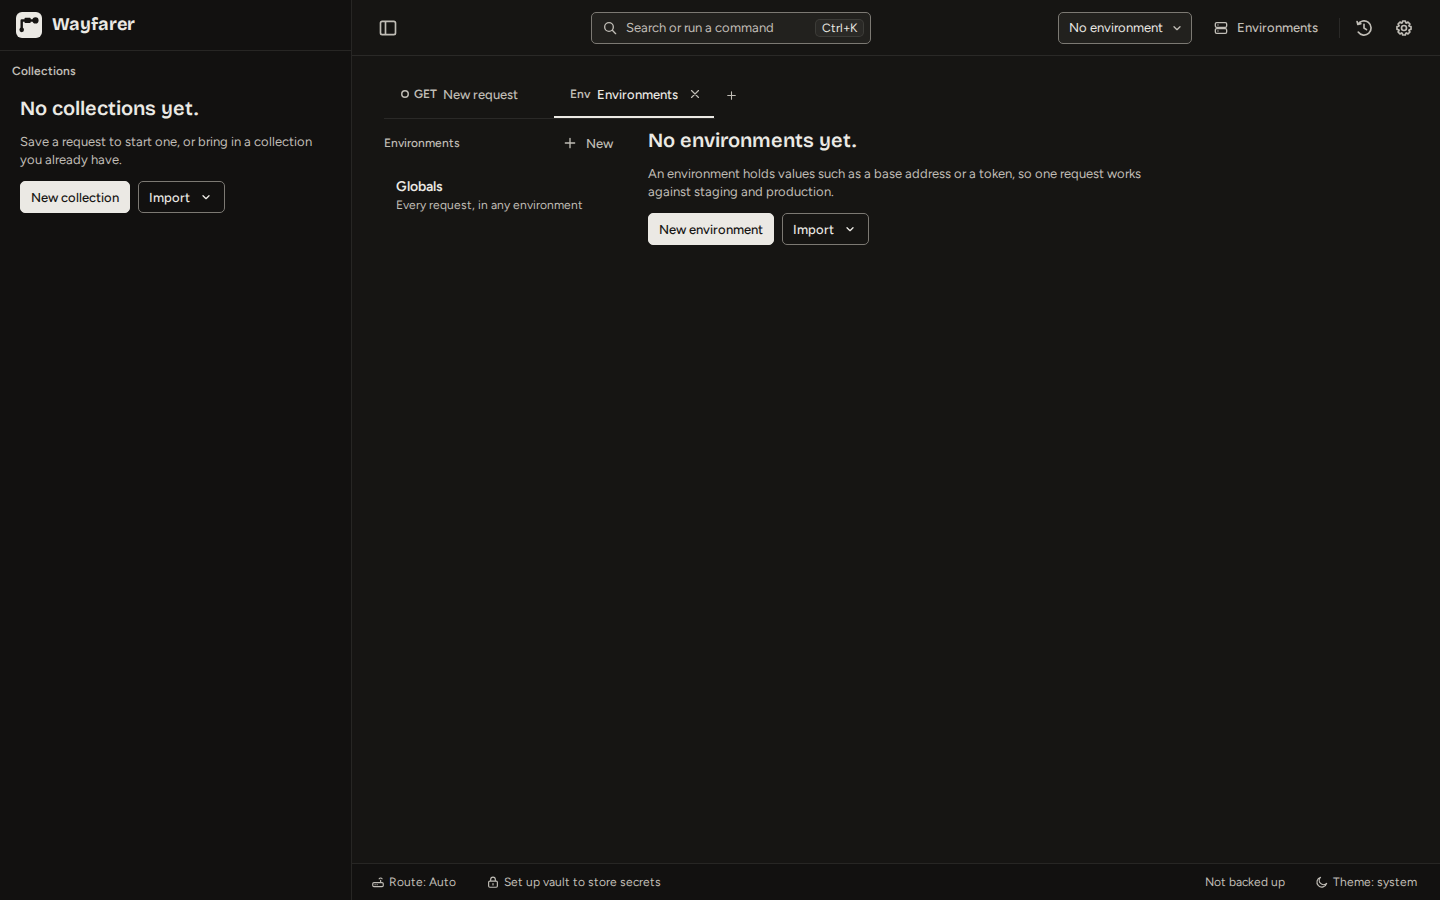 Wayfarer
Search or run a command
Ctrl+K
No environment
Environments
Collections
No collections yet.
Save a request to start one, or bring in a collection
you already have.
New collection
Import
GET New request
Env Environments
Environments
New
Globals
Every request, in any environment
No environments yet.
An environment holds values such as a base address or a token, so one request works
against staging and production.
New environment
Import
Route: Auto
Set up vault to store secrets
Not backed up
Theme: system